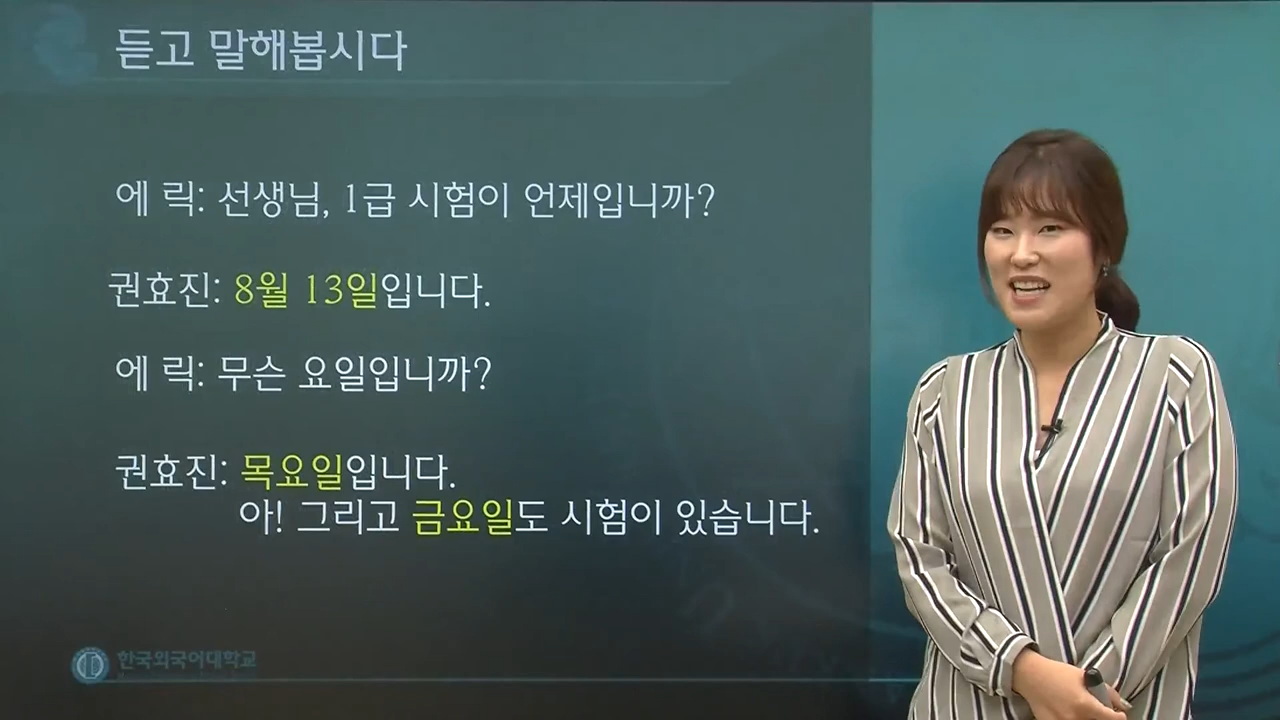 듣고 말해봅시다
에 릭: 선생님, 1급 시험이 언제입니까?
권효진: 8월 13일입니다.
에 릭: 무슨 요일입니까?
권효진: 목요일입니다.
아! 그리고 금요일도 시험이 있습니다.
한국외국어대학교